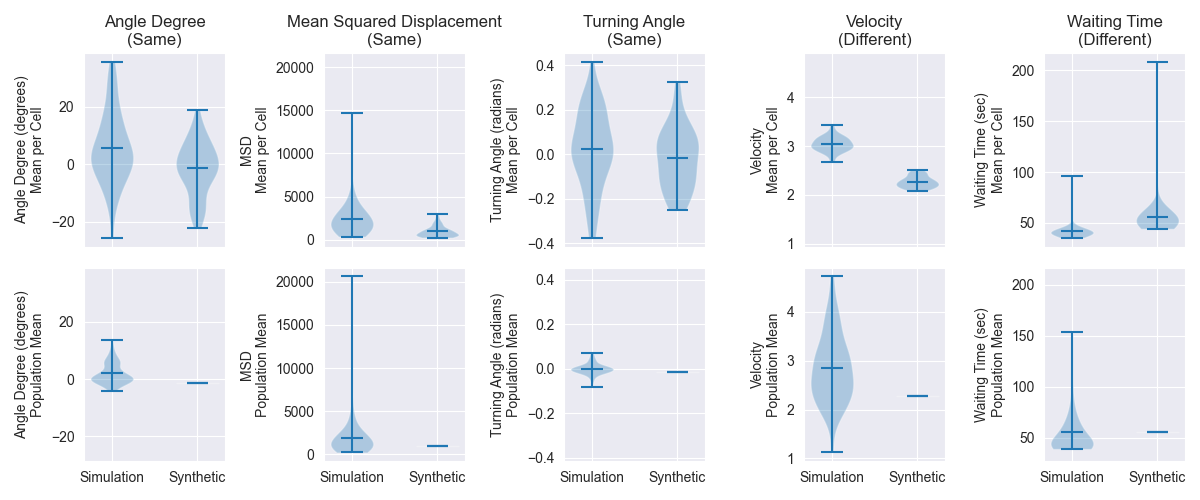 Angle Degree
(Same)
Mean Squared Displacement
(Same)
Turning Angle
(Same)
Velocity
(Different)
Waiting Time
(Different)
Angle Degree (degrees)
Mean per Cell
20
0
−20
MSD
Mean per Cell
20000
15000
10000
5000
0
Turning Angle (radians)
Mean per Cell
0.4
0.2
0.0
−0.2
−0.4
Velocity
Mean per Cell
4
3
2
1
Waiting Time (sec)
Mean per Cell
200
150
100
50
Angle Degree (degrees)
Population Mean
20
0
−20
Simulation Synthetic
MSD
Population Mean
20000
15000
10000
5000
0
Simulation Synthetic
Turning Angle (radians)
Population Mean
0.4
0.2
0.0
−0.2
−0.4
Simulation Synthetic
Velocity
Population Mean
4
3
2
1
Simulation Synthetic
Waiting Time (sec)
Population Mean
200
150
100
50
Simulation Synthetic